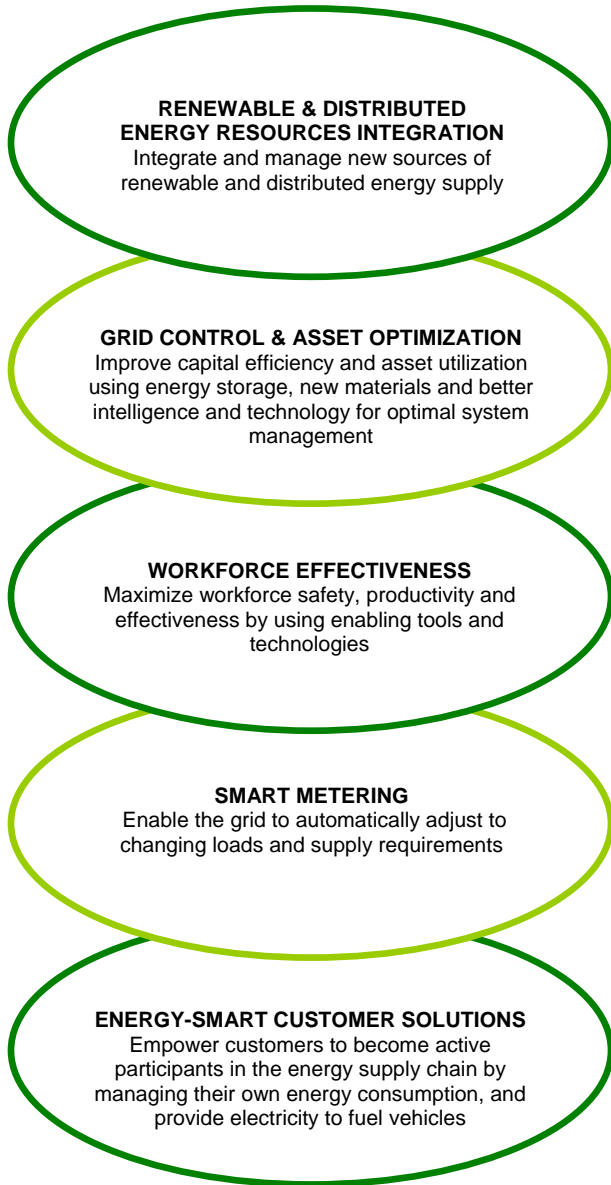 RENEWABLE & DISTRIBUTED
ENERGY RESOURCES INTEGRATION
Integrate and manage new sources of
renewable and distributed energy supply
GRID CONTROL & ASSET OPTIMIZATION
Improve capital efficiency and asset utilization
using energy storage, new materials and better
intelligence and technology for optimal system
management
WORKFORCE EFFECTIVENESS
Maximize workforce safety, productivity and
effectiveness by using enabling tools and
technologies
SMART METERING
Enable the grid to automatically adjust to
changing loads and supply requirements
ENERGY-SMART CUSTOMER SOLUTIONS
Empower customers to become active
participants in the energy supply chain by
managing their own energy consumption, and
provide electricity to fuel vehicles